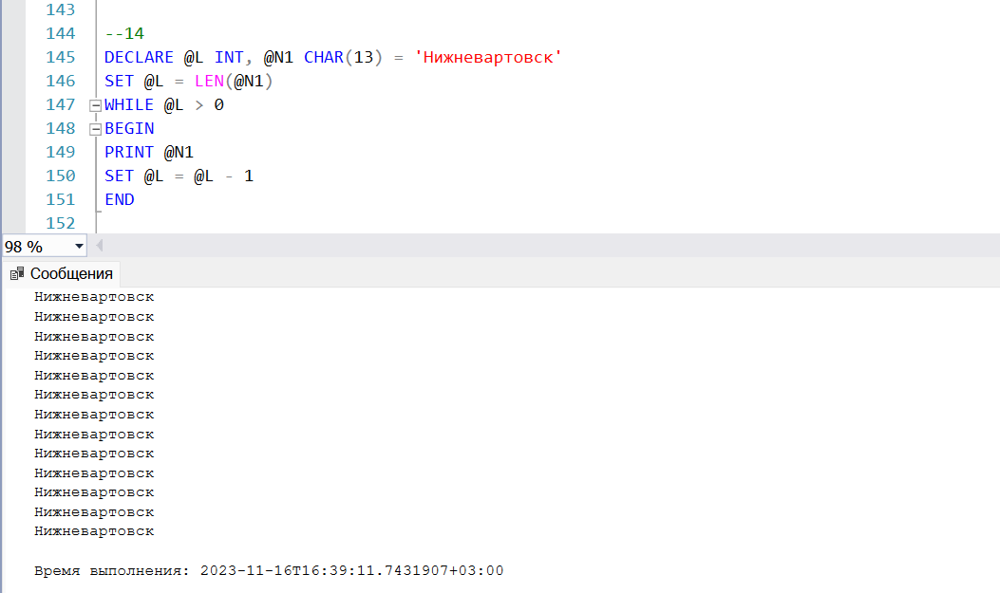 143
144 --14
145 DECLARE @L INT, @N1 CHAR(13) = 'Нижневартовск'
146 SET @L = LEN(@N1)
147 WHILE @L > 0
148 BEGIN
149 PRINT @N1
150 SET @L = @L - 1
151 END
152
98 %
Сообщения
Нижневартовск
Нижневартовск
Нижневартовск
Нижневартовск
Нижневартовск
Нижневартовск
Нижневартовск
Нижневартовск
Нижневартовск
Нижневартовск
Нижневартовск
Нижневартовск
Нижневартовск
Время выполнения: 2023-11-16T16:39:11.7431907+03:00